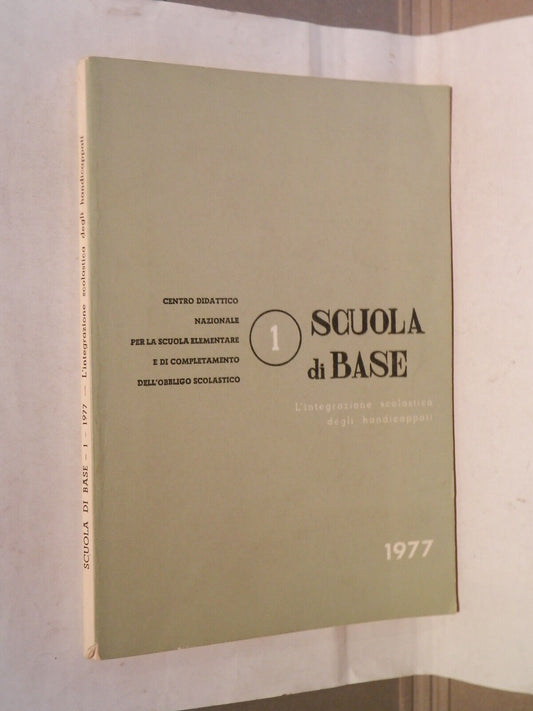 SCUOLA DI BASE – 1 - 1977 — L'integrazione scolastica degli handicappati
CENTRO DIDATTICO
NAZIONALE
PER LA SCUOLA ELEMENTARE
E DI COMPLETAMENTO
DELL'OBBLIGO SCOLASTICO
1
SCUOLA
di BASE
L'integrazione scolastica
degli handicappati
1977